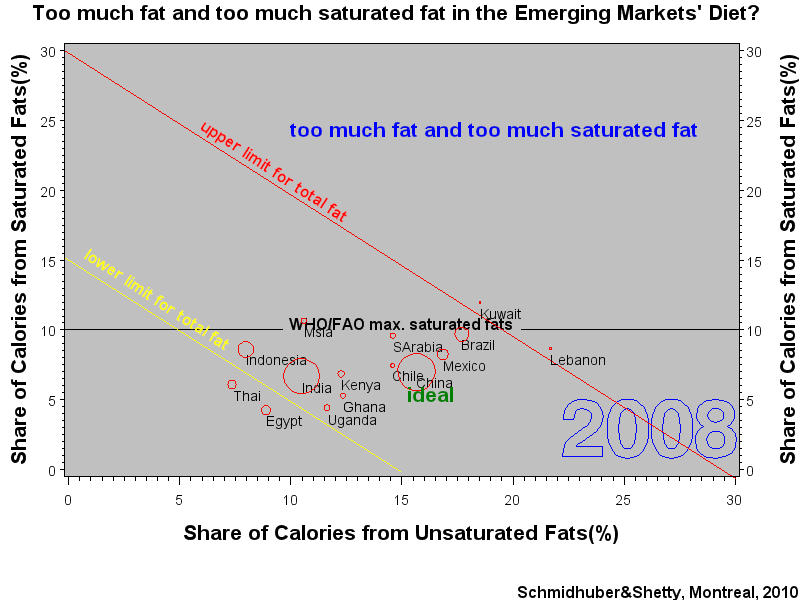 Too much fat and too much saturated fat in the Emerging Markets' Diet?
Share of Calories from Saturated Fats(%)
Share of Calories from Saturated Fats(%)
30
25
20
15
10
5
0
30
25
20
15
10
5
0
too much fat and too much saturated fat
upper limit for total fat
lower limit for total fat
Kuwait
WHO/FAO max. saturated fats
Msia
SArabia
Brazil
Indonesia
Mexico
Lebanon
Thai
India
Kenya
Chile
China
ideal
Ghana
Egypt
Uganda
2008
0
5
10
15
20
25
30
Share of Calories from Unsaturated Fats(%)
Schmidhuber&Shetty, Montreal, 2010